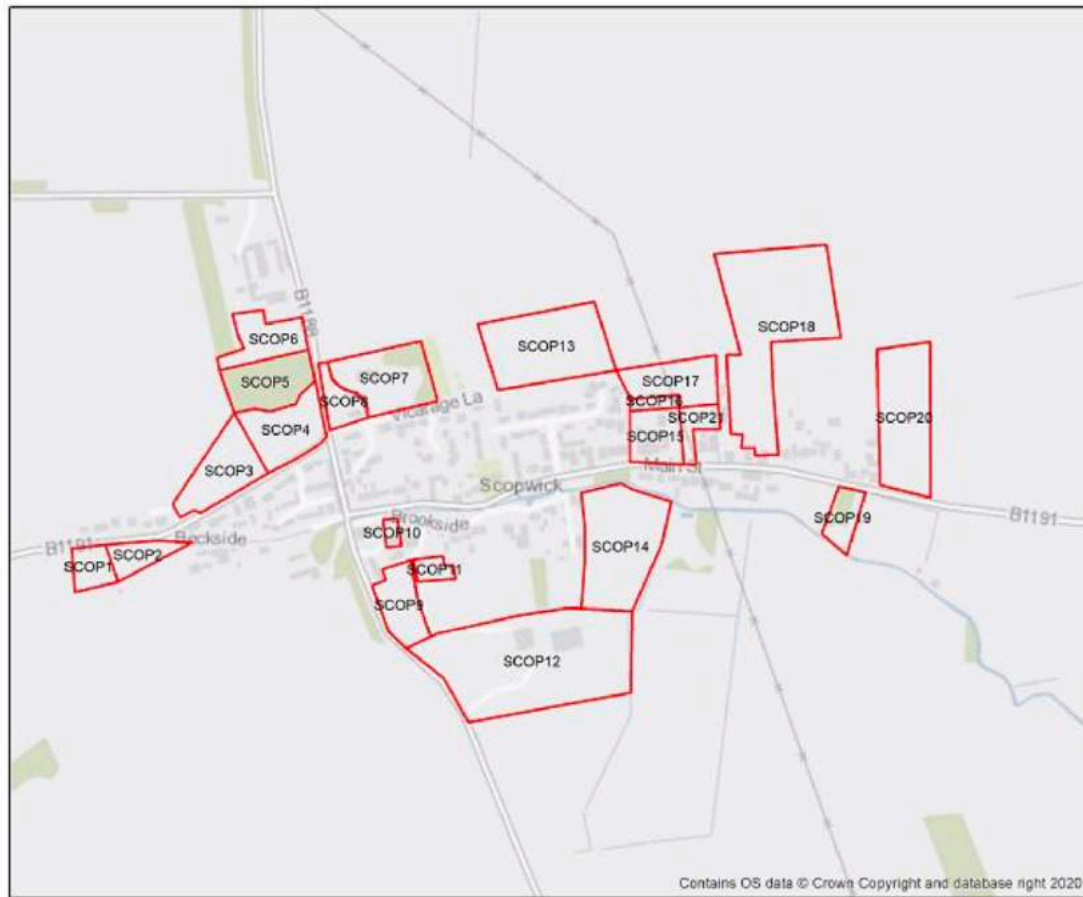 B1188
SCOP18
SCOP6
SCOP13
SCOP7
SCOP5
SCOP17
SCOP8
Vicarage La
SCOP16
SCOP21
SCOP20
SCOP4
SCOP15
SCOP3
Main St
Scopwick
B1191
Brookside
SCOP19
B1191
Beckside
SCOP10
SCOP2
SCOP14
SCOP1
SCOP11
SCOP9
SCOP12
Contains OS data © Crown Copyright and database right 2020